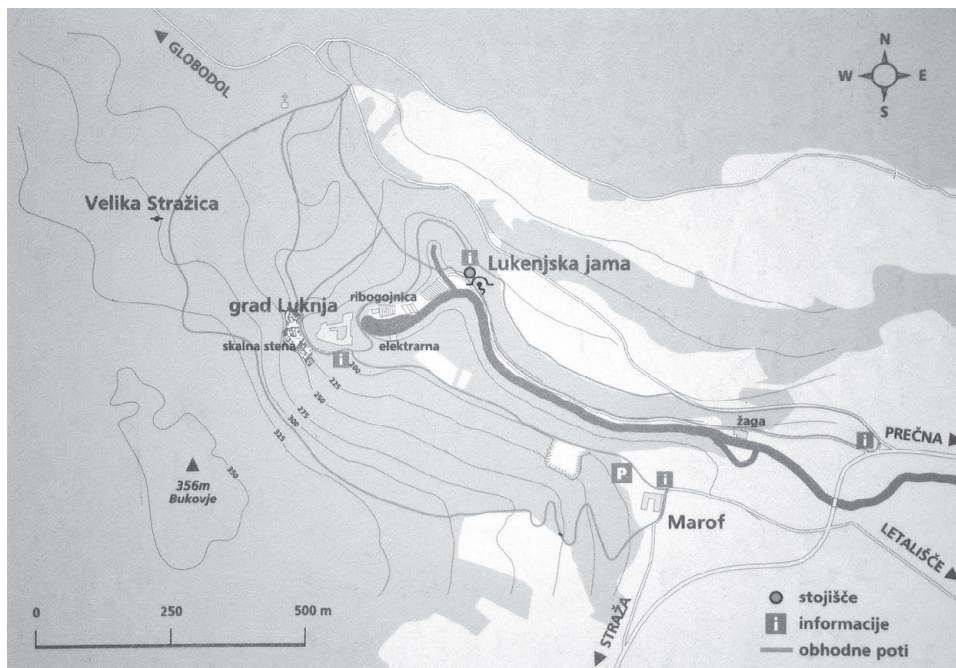 GLOBODOL
N
W E
S
Velika Stražica
i
Lukenjska jama
ribogojnica
grad Luknja
skalna stena
elektrarna
i
200
225
250
275
300
325
350
356m
Bukovje
žaga
i
PREČNA
P
i
Marof
LETALIŠČE
STRAŽA
0 250 500 m
stojišče
i informacije
obhodne poti